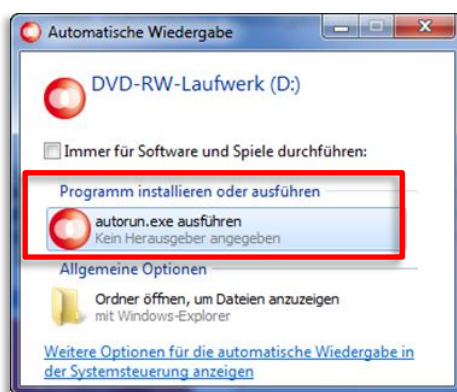 Automatische Wiedergabe
DVD-RW-Laufwerk (D:)
Immer für Software und Spiele durchführen:
Programm installieren oder ausführen
autorun.exe ausführen
Kein Herausgeber angegeben
Allgemeine Optionen
Ordner öffnen, um Dateien anzuzeigen
mit Windows-Explorer
Weitere Optionen für die automatische Wiedergabe in
der Systemsteuerung anzeigen